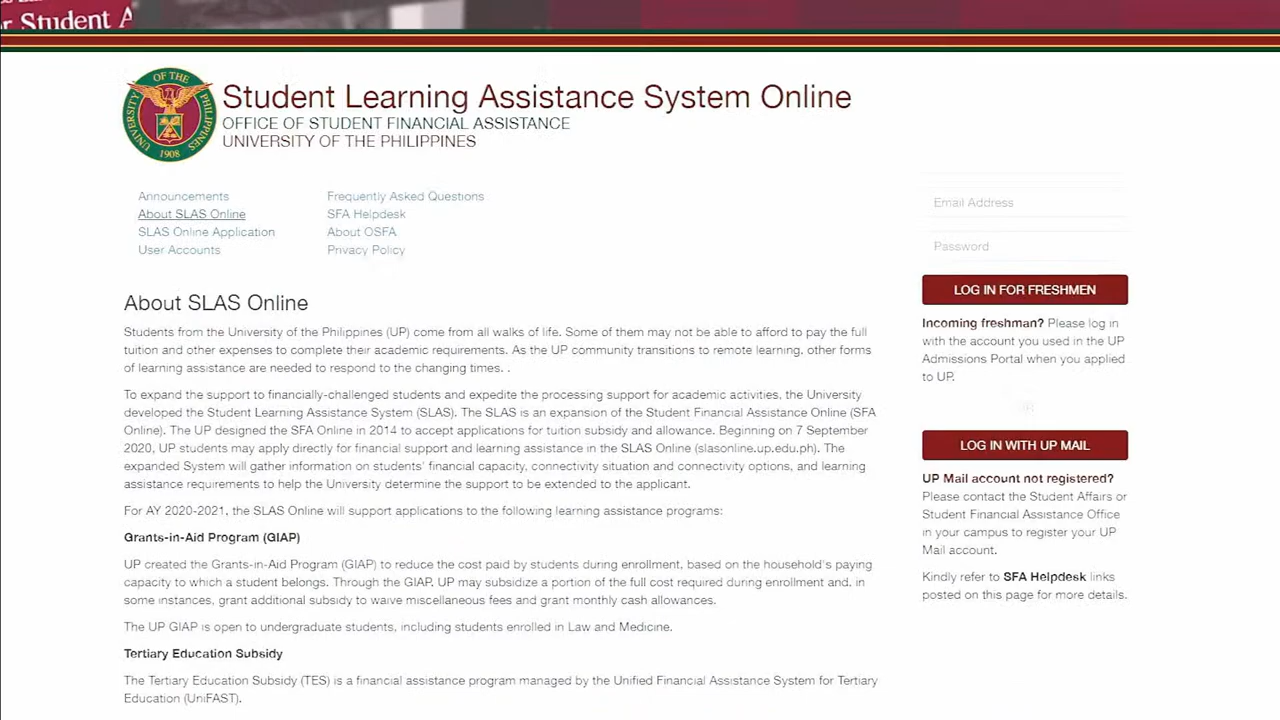 r Student A
OF THE
UNIVERSITY
PHILIPPINES
1908
Student Learning Assistance System Online
OFFICE OF STUDENT FINANCIAL ASSISTANCE
UNIVERSITY OF THE PHILIPPINES
Announcements
About SLAS Online
SLAS Online Application
User Accounts
Frequently Asked Questions
SFA Helpdesk
About OSFA
Privacy Policy
About SLAS Online
Students from the University of the Philippines (UP) come from all walks of life. Some of them may not be able to afford to pay the full
tuition and other expenses to complete their academic requirements. As the UP community transitions to remote learning, other forms
of learning assistance are needed to respond to the changing times. .
To expand the support to financially-challenged students and expedite the processing support for academic activities, the University
developed the Student Learning Assistance System (SLAS). The SLAS is an expansion of the Student Financial Assistance Online (SFA
Online). The UP designed the SFA Online in 2014 to accept applications for tuition subsidy and allowance. Beginning on 7 September
2020, UP students may apply directly for financial support and learning assistance in the SLAS Online (slasonline.up.edu.ph). The
expanded System will gather information on students' financial capacity, connectivity situation and connectivity options, and learning
assistance requirements to help the University determine the support to be extended to the applicant.
For AY 2020-2021, the SLAS Online will support applications to the following learning assistance programs:
Grants-in-Aid Program (GIAP)
UP created the Grants-in-Aid Program (GIAP) to reduce the cost paid by students during enrollment, based on the household's paying
capacity to which a student belongs. Through the GIAP, UP may subsidize a portion of the full cost required during enrollment and, in
some instances, grant additional subsidy to waive miscellaneous fees and grant monthly cash allowances.
The UP GIAP is open to undergraduate students, including students enrolled in Law and Medicine.
Tertiary Education Subsidy
The Tertiary Education Subsidy (TES) is a financial assistance program managed by the Unified Financial Assistance System for Tertiary
Education (UniFAST).
Email Address
Password
LOG IN FOR FRESHMEN
Incoming freshman? Please log in
with the account you used in the UP
Admissions Portal when you applied
to UP.
LOG IN WITH UP MAIL
UP Mail account not registered?
Please contact the Student Affairs or
Student Financial Assistance Office
in your campus to register your UP
Mail account.
Kindly refer to SFA Helpdesk links
posted on this page for more details.